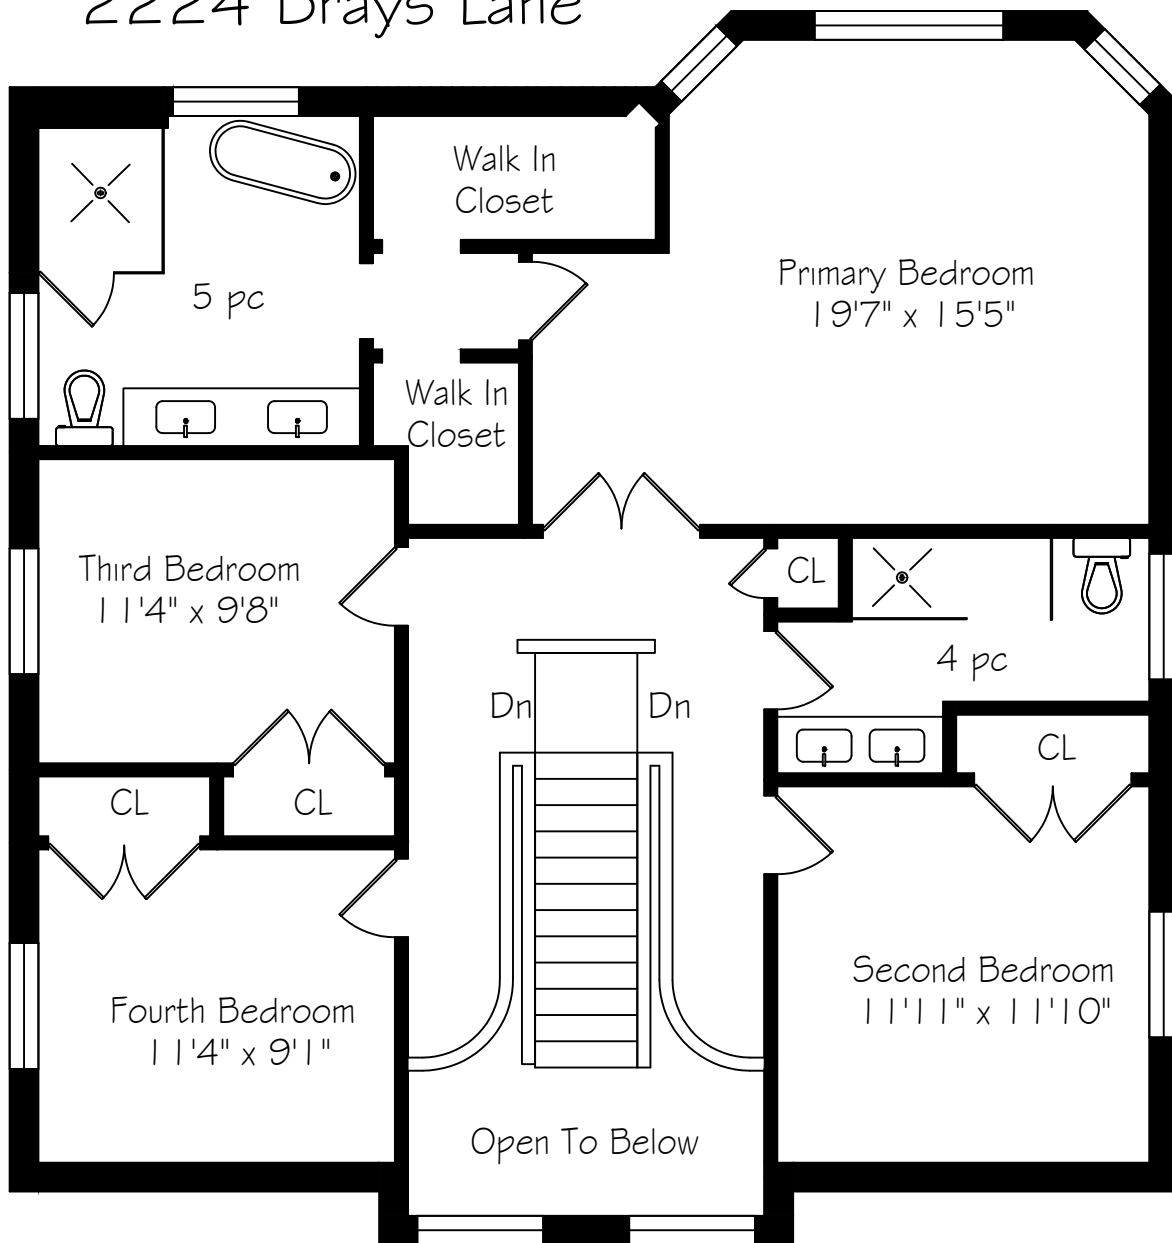 2224 Drays Lane
Walk In
Closet
Primary Bedroom
19'7" x 15'5"
5 pc
Walk In
Closet
Third Bedroom
11'4" x 9'8"
CL
4 pc
Dn
Dn
CL
CL
CL
Second Bedroom
11'11" x 11'10"
Fourth Bedroom
11'4" x 9'1"
Open To Below